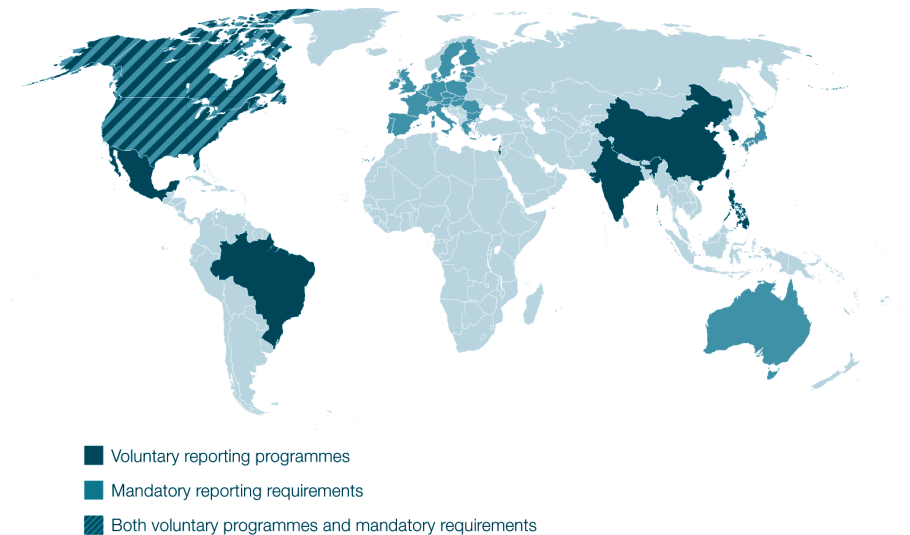 Voluntary reporting programmes
Mandatory reporting requirements
Both voluntary programmes and mandatory requirements